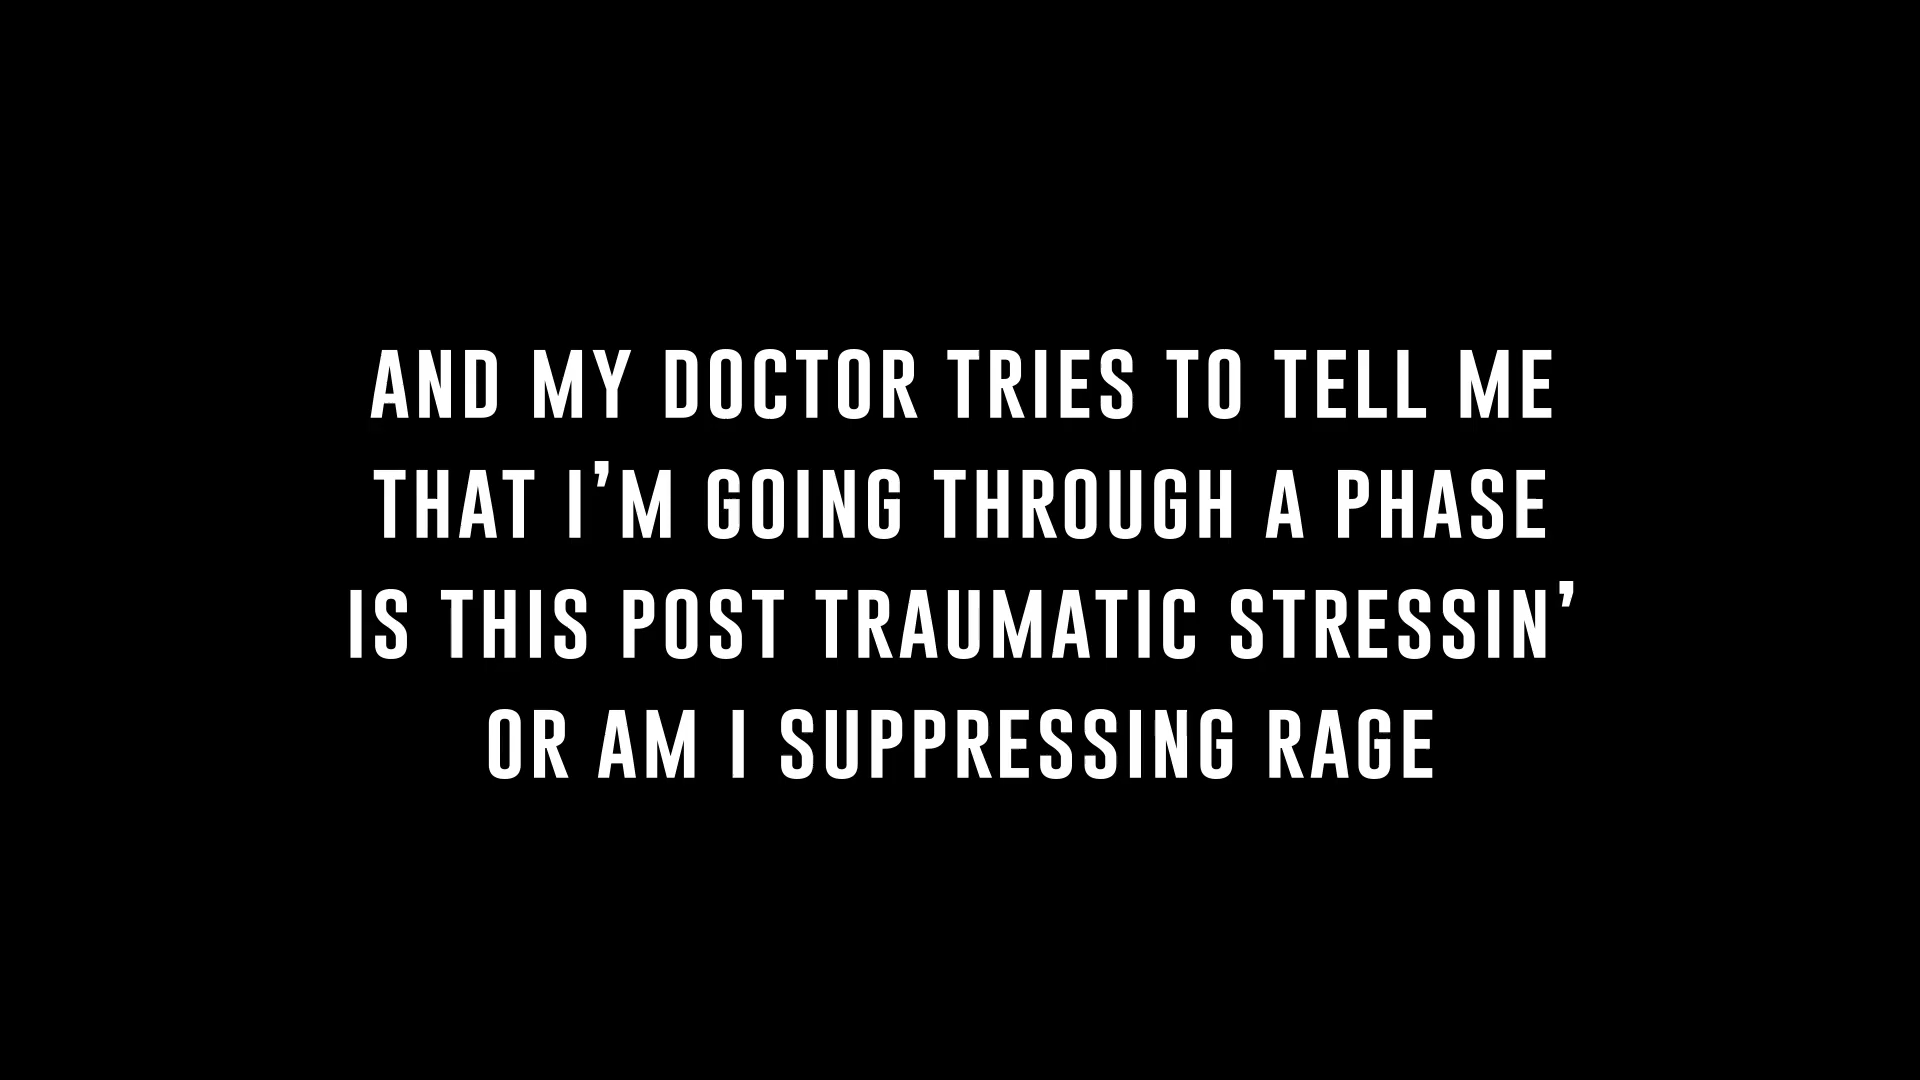 AND MY DOCTOR TRIES TO TELL ME
THAT I'M GOING THROUGH A PHASE
IS THIS POST TRAUMATIC STRESSIN'
OR AM I SUPPRESSING RAGE